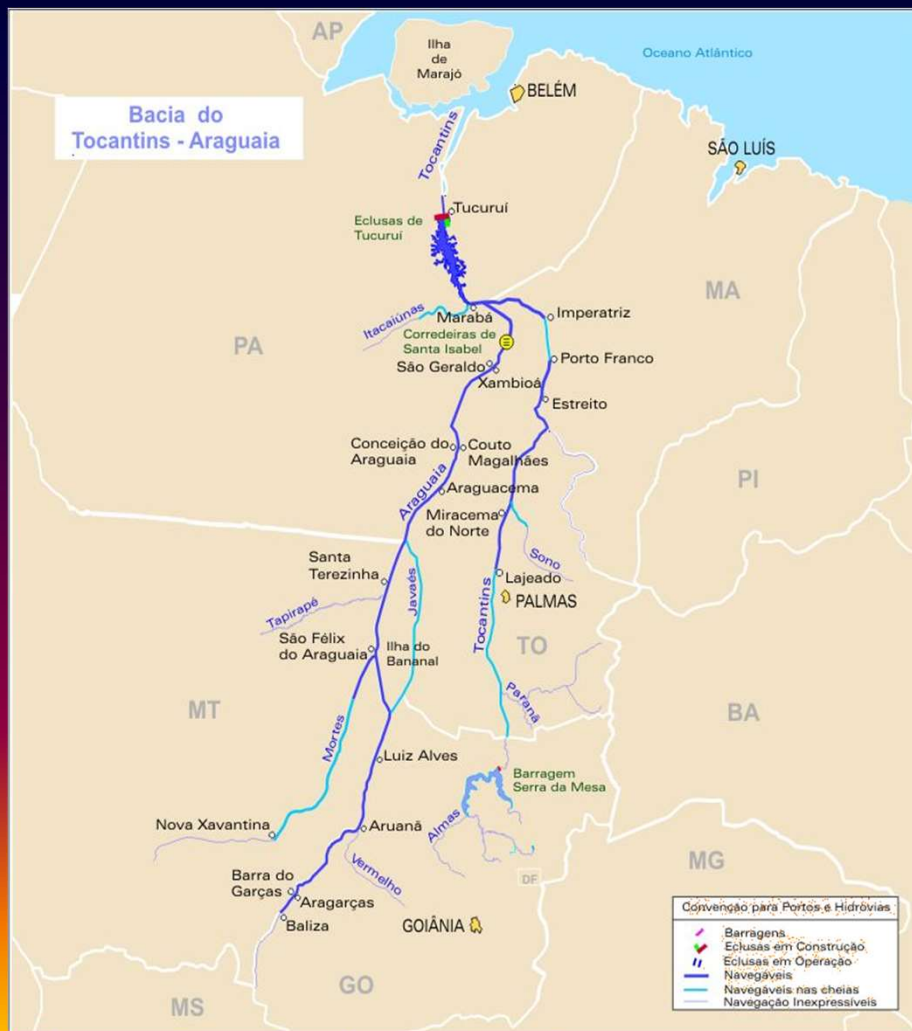 AP
Ilha
de
Marajó
Oceano Atlântico
BELÉM
Bacia do
Tocantins - Araguaia
Tocantins
SÃO LUÍS
Tucuruí
Eclusas de
Tucuruí
MA
Itacaiúnas
Marabá
Imperatriz
Corredeiras de
Santa Isabel
PA
São Geraldo
Porto Franco
Xambioá
Estreito
Conceição do
Araguaia
Couto
Magalhães
PI
Araguaia
Araguacema
Miracema
do Norte
Sono
Santa
Terezinha
Javaés
Lajeado
Tapirapé
PALMAS
Tocantins
São Félix
do Araguaia
Ilha do
Bananal
TO
Paranã
MT
BA
Mortes
Luiz Alves
Barragem
Serra da Mesa
Nova Xavantina
Aruanã
Almas
Vermelho
MG
Barra do
Garças
DF
Aragarças
Baliza
GOIÂNIA
GO
MS
Convenção para Portos e Hidrovias
Barragens
Eclusas em Construção
Eclusas em Operação
Navegáveis
Navegáveis nas cheias
Navegação Inexpressíveis